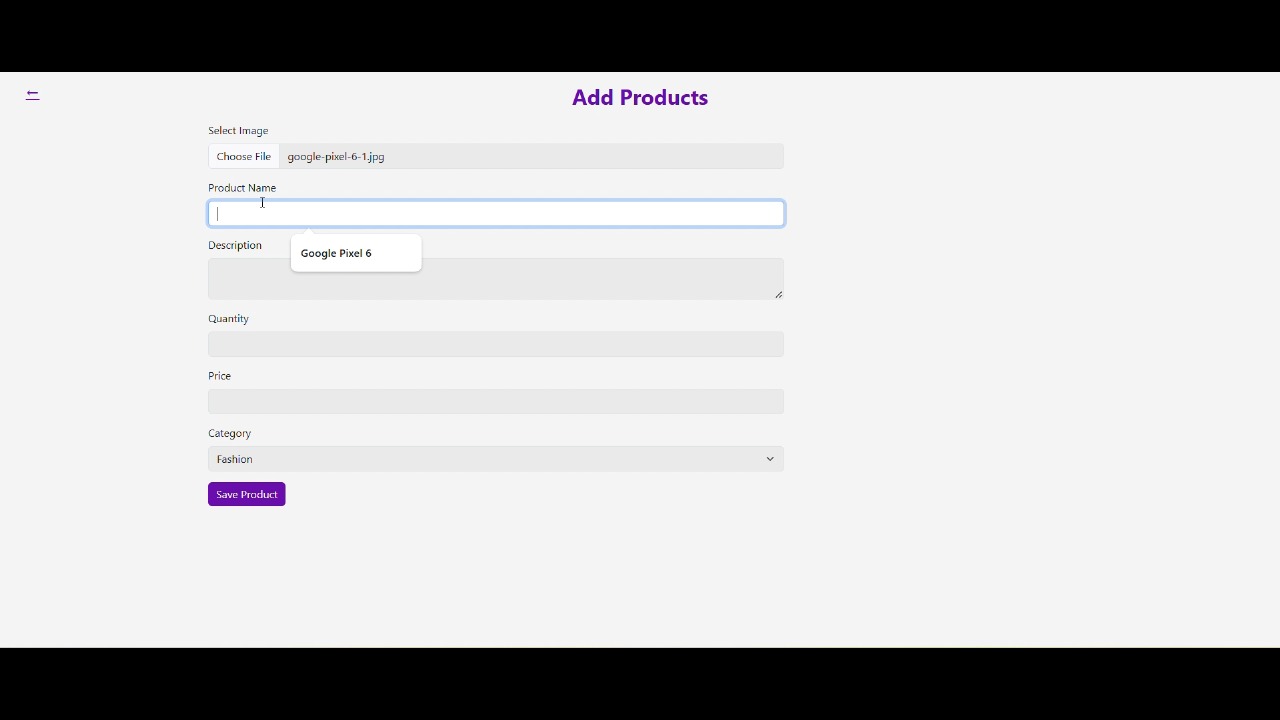 Add Products
Select Image
Choose File google-pixel-6-1.jpg
Product Name
Google Pixel 6
Description
Quantity
Price
Category
Fashion
Save Product